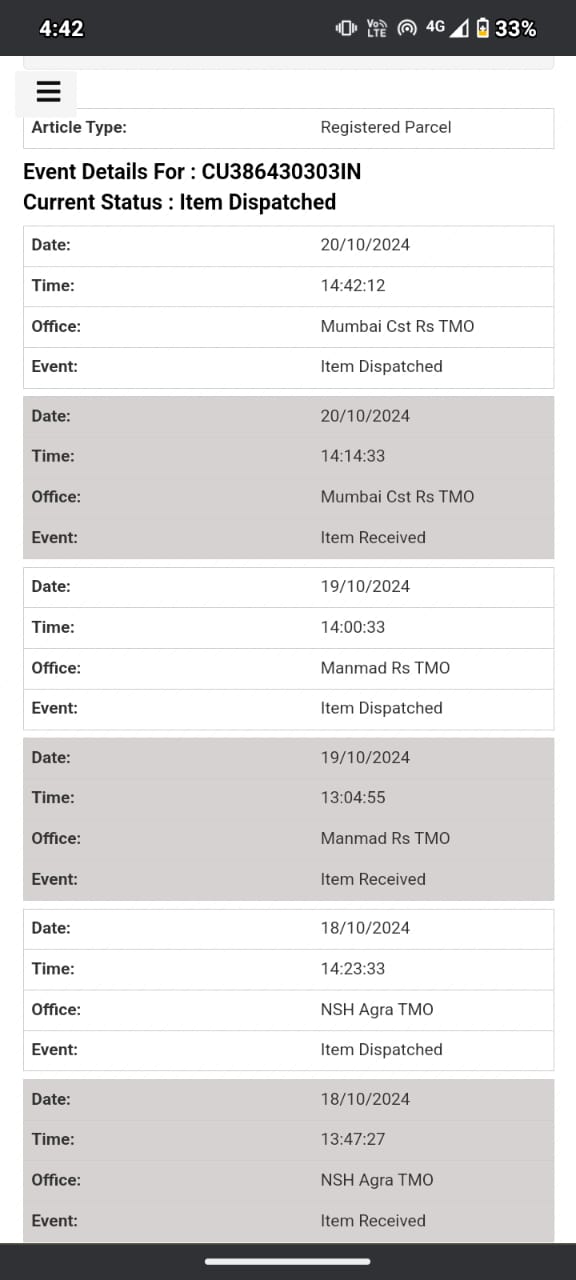 4:42
Vo)) LTE 4G 33%
Article Type: Registered Parcel
Event Details For : CU386430303IN
Current Status : Item Dispatched
Date: 20/10/2024
Time: 14:42:12
Office: Mumbai Cst Rs TMO
Event: Item Dispatched
Date: 20/10/2024
Time: 14:14:33
Office: Mumbai Cst Rs TMO
Event: Item Received
Date: 19/10/2024
Time: 14:00:33
Office: Manmad Rs TMO
Event: Item Dispatched
Date: 19/10/2024
Time: 13:04:55
Office: Manmad Rs TMO
Event: Item Received
Date: 18/10/2024
Time: 14:23:33
Office: NSH Agra TMO
Event: Item Dispatched
Date: 18/10/2024
Time: 13:47:27
Office: NSH Agra TMO
Event: Item Received